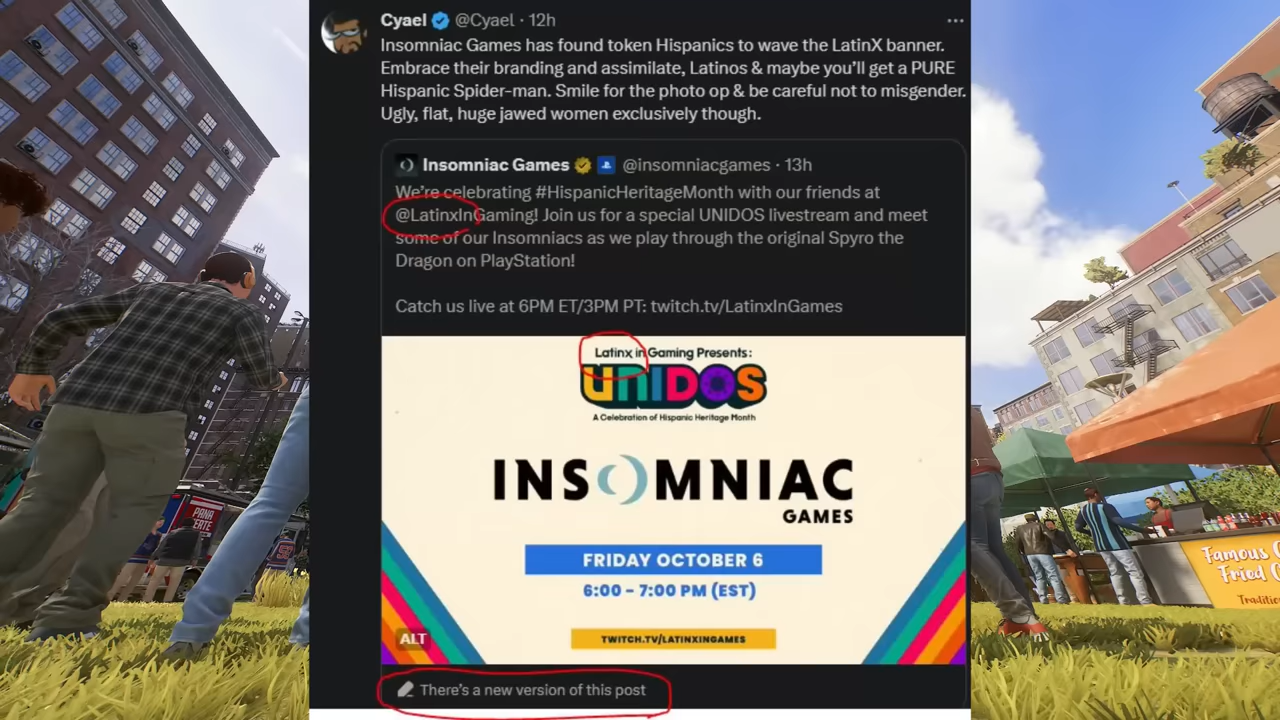 Cyael @Cyael · 12h
Insomniac Games has found token Hispanics to wave the LatinX banner.
Embrace their branding and assimilate, Latinos & maybe you'll get a PURE
Hispanic Spider-man. Smile for the photo op & be careful not to misgender.
Ugly, flat, huge jawed women exclusively though.
Insomniac Games @insomniacgames · 13h
We're celebrating #HispanicHeritageMonth with our friends at
@LatinxInGaming! Join us for a special UNIDOS livestream and meet
some of our Insomniacs as we play through the original Spyro the
Dragon on PlayStation!
Catch us live at 6PM ET/3PM PT: twitch.tv/LatinxInGames
Latinx in Gaming Presents:
UNIDOS
A Celebration of Hispanic Heritage Month
INSOMNIAC
GAMES
FRIDAY OCTOBER 6
6:00 - 7:00 PM (EST)
TWITCH.TV/LATINXINGAMES
ALT
There's a new version of this post
Famous
Fried